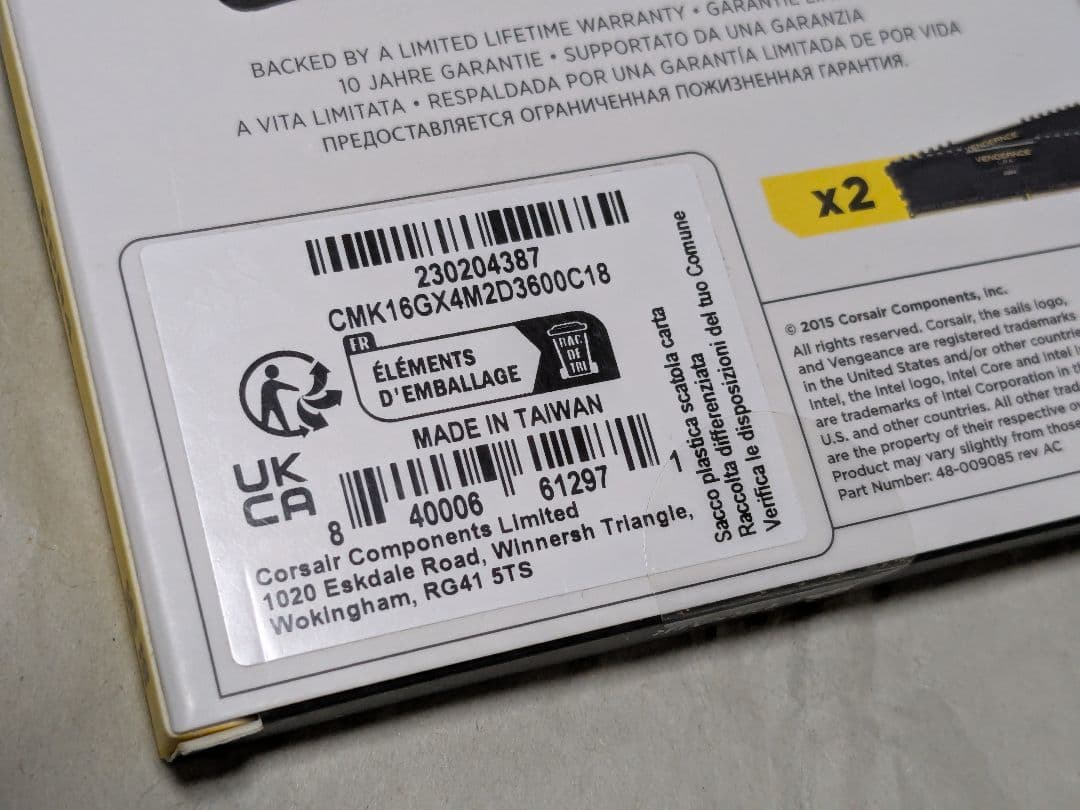 BACKED BY A LIMITED LIFETIME WARRANTY • GARANTIE
10 JAHRE GARANTIE • SUPPORTATO DA UNA GARANZIA
A VITA LIMITATA • RESPALDADA POR UNA GARANTÍA LIMITADA DE POR VIDA
ПРЕДОСТАВЛЯЕТСЯ ОГРАНИЧЕННАЯ ПОЖИЗНЕННАЯ ГАРАНТИЯ.
VENGEANCE
VENGEANCE
x2
230204387
CMK16GX4M2D3600C18
FR
ÉLÉMENTS
D'EMBALLAGE
BAC
DE
TRI
MADE IN TAIWAN
UK
CA
8 40006 61297 1
Corsair Components Limited
1020 Eskdale Road, Winnersh Triangle,
Wokingham, RG41 5TS
Sacco plastica scatola carta
Raccolta differenziata
Verifica le disposizioni del tuo Comune
© 2015 Corsair Components, Inc.
All rights reserved. Corsair, the sails logo,
and Vengeance are registered trademarks
in the United States and/or other countries
Intel, the Intel logo, Intel Core and Intel
are trademarks of Intel Corporation in
U.S. and other countries. All other
are the property of their respective
Product may vary slightly from those
Part Number: 48-009085 rev AC